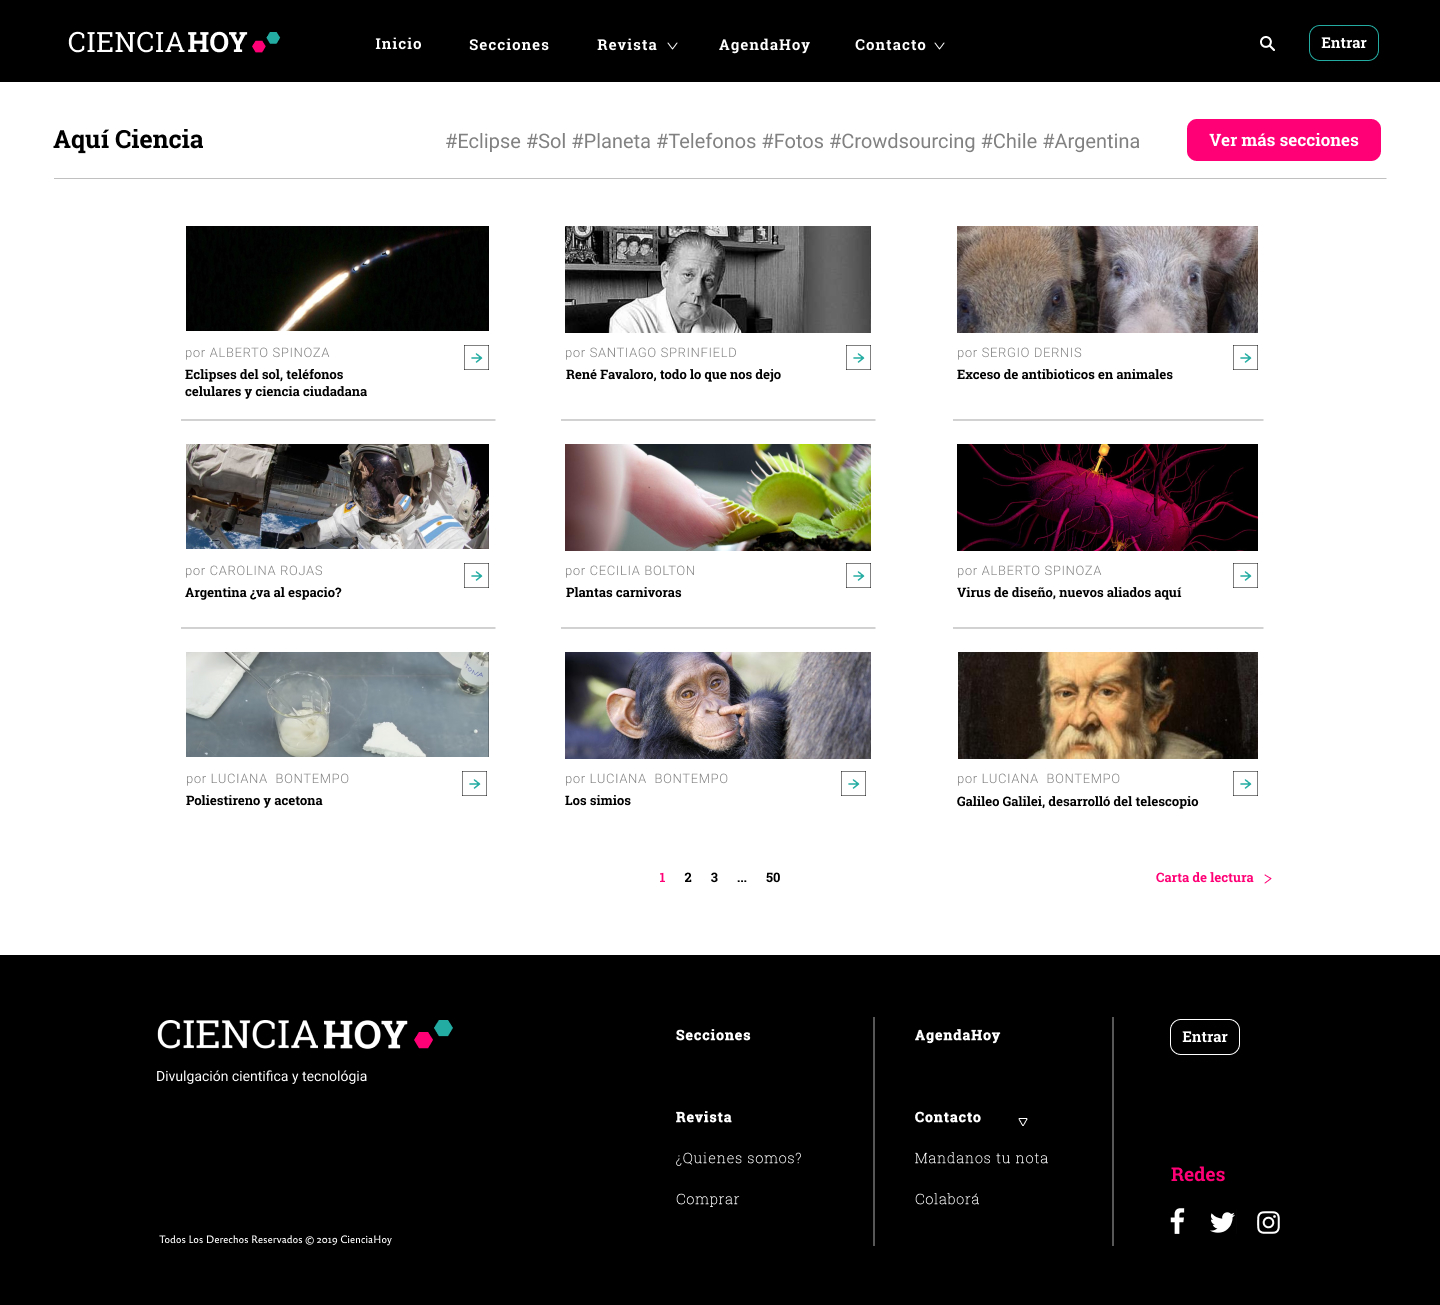 CIENCIAHOY
Inicio
Secciones
Revista
AgendaHoy
Contacto
Entrar
Aquí Ciencia
#Eclipse #Sol #Planeta #Telefonos #Fotos #Crowdsourcing #Chile #Argentina
Ver más secciones
por ALBERTO SPINOZA
Eclipses del sol, teléfonos
celulares y ciencia ciudadana
por SANTIAGO SPRINFIELD
René Favaloro, todo lo que nos dejo
por SERGIO DERNIS
Exceso de antibioticos en animales
por CAROLINA ROJAS
Argentina ¿va al espacio?
por CECILIA BOLTON
Plantas carnivoras
por ALBERTO SPINOZA
Virus de diseño, nuevos aliados aquí
por LUCIANA  BONTEMPO
Poliestireno y acetona
por LUCIANA  BONTEMPO
Los simios
por LUCIANA  BONTEMPO
Galileo Galilei, desarrolló del telescopio
1 2 3 ... 50
Carta de lectura >
CIENCIAHOY
Divulgación cientifica y tecnológia
Todos Los Derechos Reservados © 2019 CienciaHoy
Secciones
Revista
¿Quienes somos?
Comprar
AgendaHoy
Contacto
Mandanos tu nota
Colaborá
Entrar
Redes